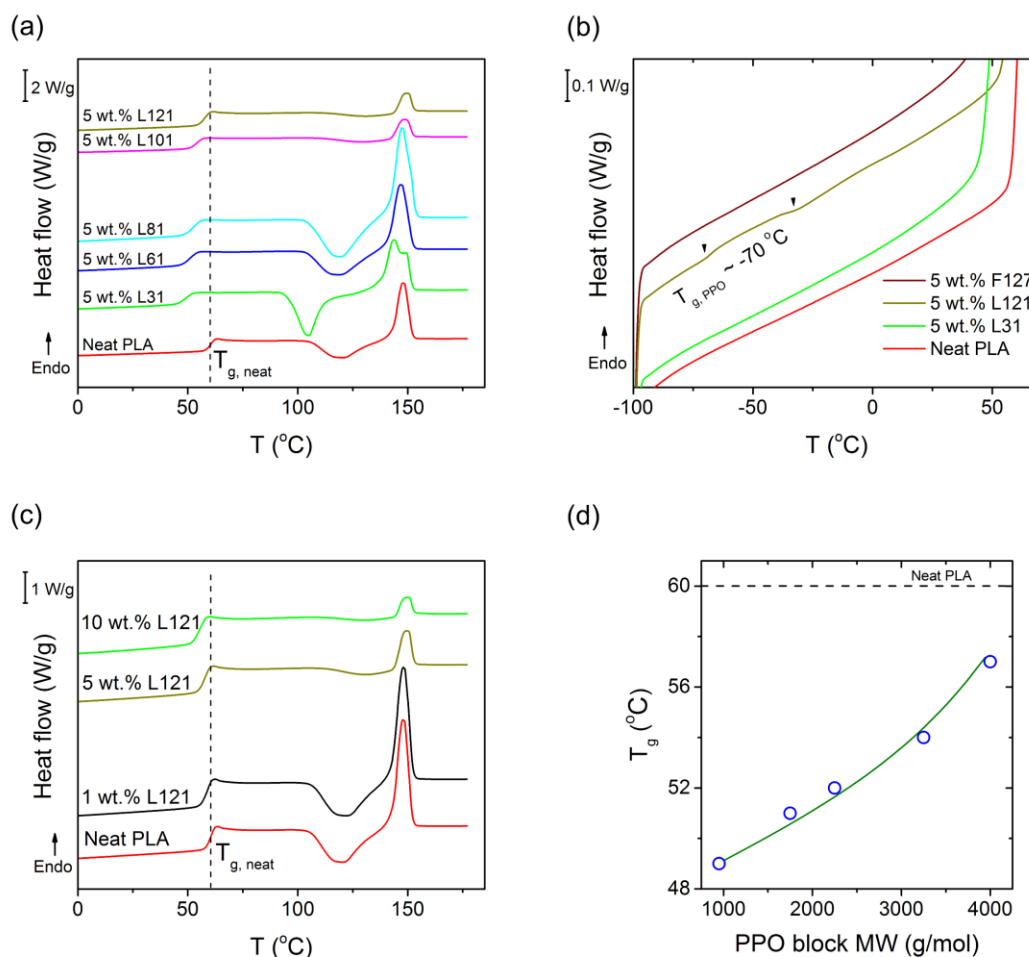 (a)
2 W/g
5 wt.% L121
5 wt.% L101
5 wt.% L81
5 wt.% L61
5 wt.% L31
Neat PLA
T g, neat
Heat flow (W/g)
Endo
0 50 100 150
T (°C)
(b)
0.1 W/g
T g, PPO ~ -70 °C
5 wt.% F127
5 wt.% L121
5 wt.% L31
Neat PLA
Heat flow (W/g)
Endo
-100 -50 0 50
T (°C)
(c)
1 W/g
10 wt.% L121
5 wt.% L121
1 wt.% L121
Neat PLA
T g, neat
Heat flow (W/g)
Endo
0 50 100 150
T (°C)
(d)
Neat PLA
60
56
52
48
T g (°C)
1000 2000 3000 4000
PPO block MW (g/mol)